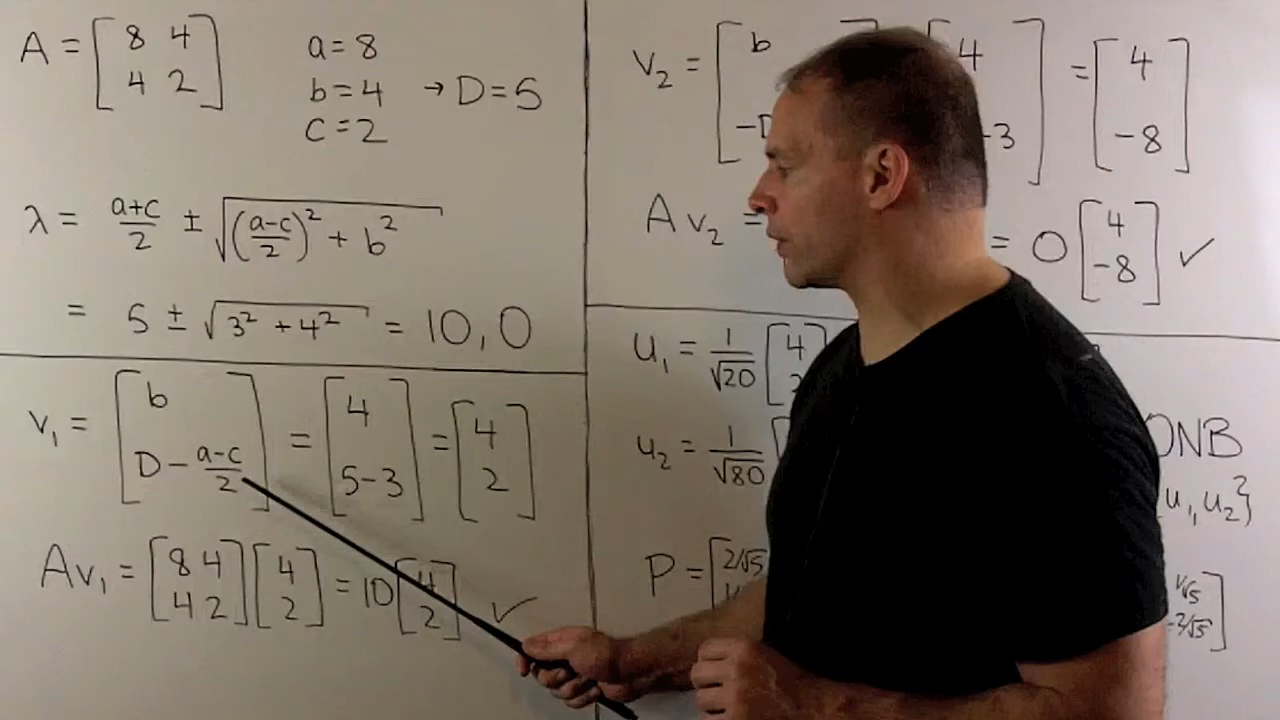 A = [8 4; 4 2]
a = 8
b = 4 → D = 5
c = 2
λ = (a+c)/2 ± √(((a-c)/2)² + b²)
= 5 ± √(3² + 4²) = 10, 0
v₁ = [b; D - (a-c)/2] = [4; 5-3] = [4; 2]
Av₁ = [8 4; 4 2] [4; 2] = 10 [4; 2] ✓
v₂ = [b; -D [4; -3] = [4; -8]
Av₂ = = 0 [4; -8] ✓
u₁ = 1/√20 [4;
u₂ = 1/√80 [
ONB
u₁, u₂}
P = [2/√5 1/√5; -2/√5]